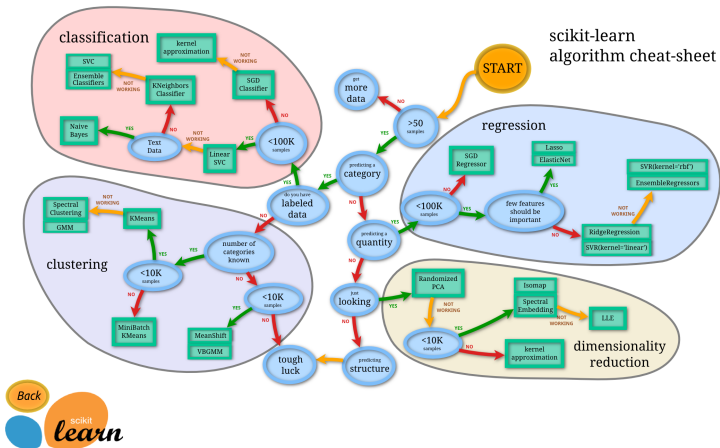 scikit-learn
algorithm cheat-sheet
START
classification
kernel
approximation
NOT
WORKING
SVC
Ensemble
Classifiers
NOT
WORKING
KNeighbors
Classifier
SGD
Classifier
NO
Naive
Bayes
YES
Text
Data
NO
NOT
WORKING
Linear
SVC
YES
<100K
samples
YES
get
more
data
NO
>50
samples
YES
predicting a
category
YES
NO
do you have
labeled
data
NO
regression
SGD
Regressor
NO
Lasso
ElasticNet
YES
SVR(kernel='rbf')
EnsembleRegressors
NOT
WORKING
<100K
samples
YES
few features
should be
important
NO
RidgeRegression
SVR(kernel='linear')
predicting a
quantity
YES
NO
clustering
Spectral
Clustering
GMM
NOT
WORKING
KMeans
YES
number of
categories
known
YES
NO
<10K
samples
NO
MiniBatch
KMeans
<10K
samples
YES
NO
MeanShift
VBGMM
just
looking
YES
NO
Randomized
PCA
NOT
WORKING
Isomap
Spectral
Embedding
NOT
WORKING
LLE
<10K
samples
YES
NO
kernel
approximation
dimensionality
reduction
tough
luck
predicting
structure
Back
scikit
learn